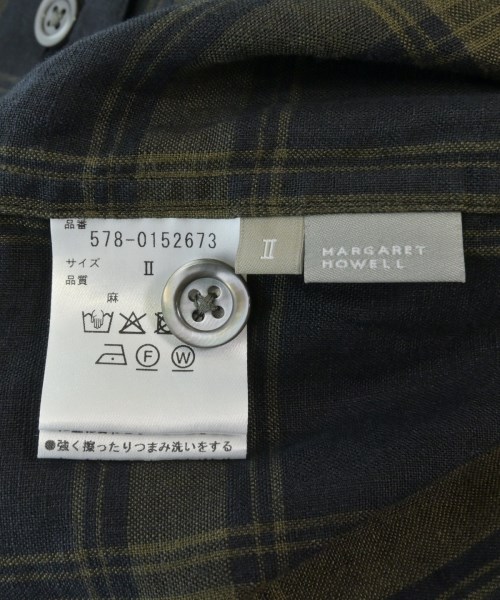 品番
578-0152673
サイズ Ⅱ
品質
麻
F W
●強く擦ったりつまみ洗いをする
Ⅱ
MARGARET
HOWELL